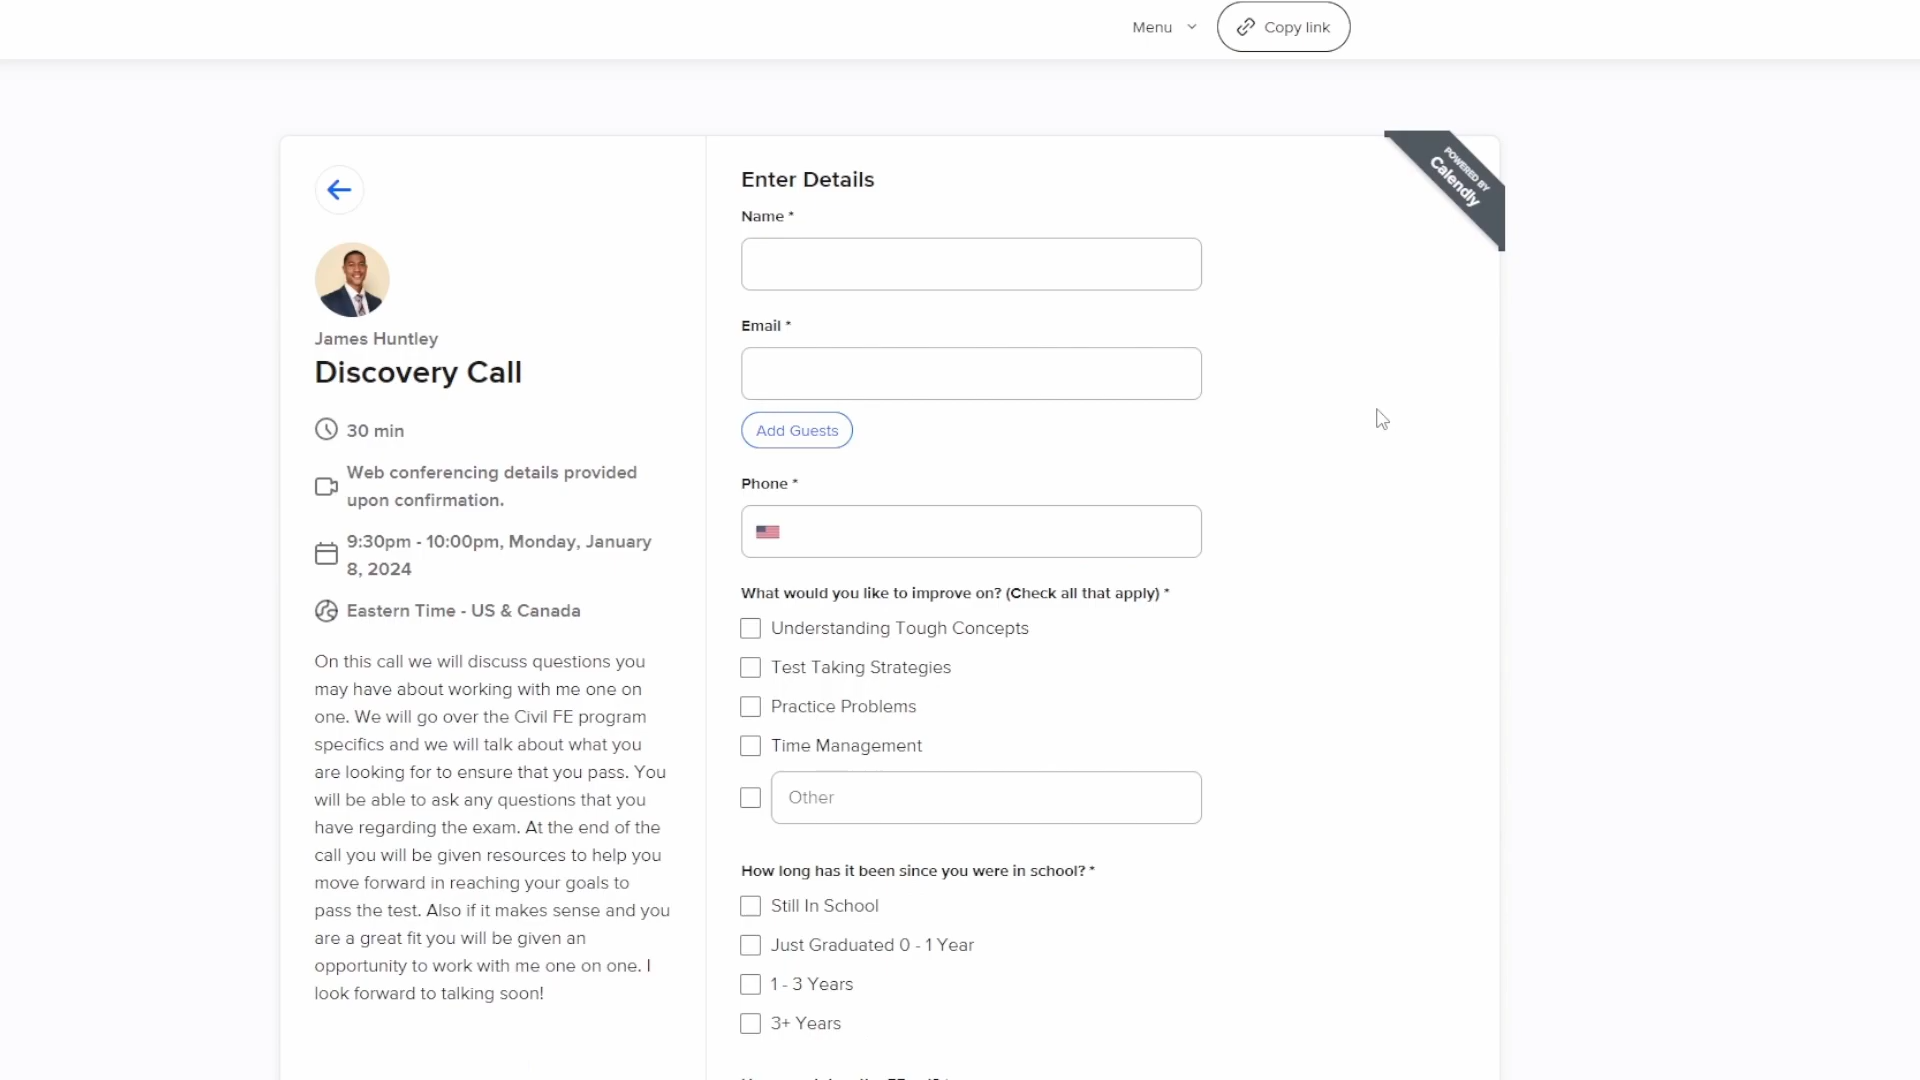 Menu
Copy link
POWERED BY
Calendly
James Huntley
Discovery Call
30 min
Web conferencing details provided
upon confirmation.
9:30pm - 10:00pm, Monday, January
8, 2024
Eastern Time - US & Canada
On this call we will discuss questions you
may have about working with me one on
one. We will go over the Civil FE program
specifics and we will talk about what you
are looking for to ensure that you pass. You
will be able to ask any questions that you
have regarding the exam. At the end of the
call you will be given resources to help you
move forward in reaching your goals to
pass the test. Also if it makes sense and you
are a great fit you will be given an
opportunity to work with me one on one. I
look forward to talking soon!
Enter Details
Name *
Email *
Add Guests
Phone *
What would you like to improve on? (Check all that apply) *
Understanding Tough Concepts
Test Taking Strategies
Practice Problems
Time Management
Other
How long has it been since you were in school? *
Still In School
Just Graduated 0 - 1 Year
1 - 3 Years
3+ Years